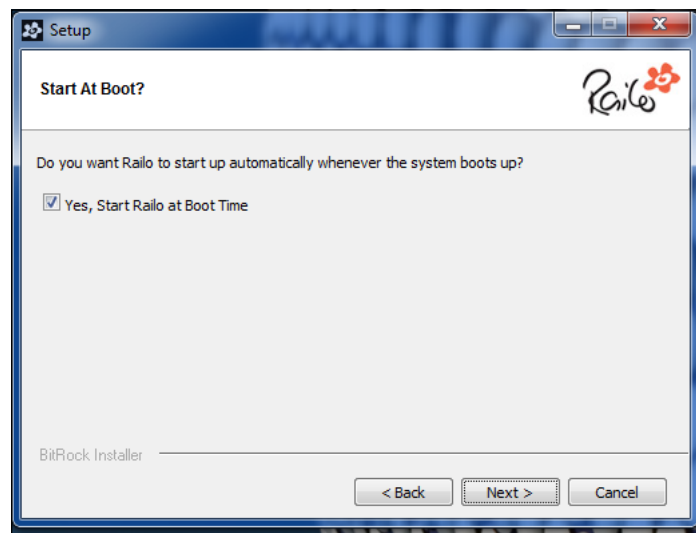 Setup
Start At Boot?
Railo
Do you want Railo to start up automatically whenever the system boots up?
Yes, Start Railo at Boot Time
BitRock Installer
< Back Next > Cancel